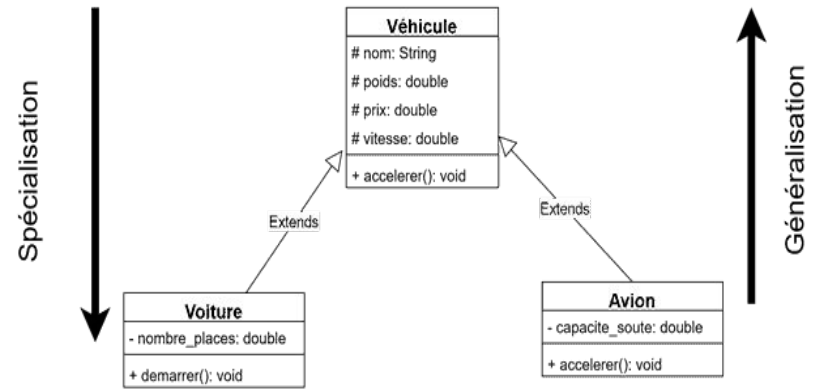 Véhicule
# nom: String
# poids: double
# prix: double
# vitesse: double
+ accelerer(): void
Spécialisation
Généralisation
Extends
Extends
Voiture
- nombre_places: double
+ demarrer(): void
Avion
- capacite_soute: double
+ accelerer(): void